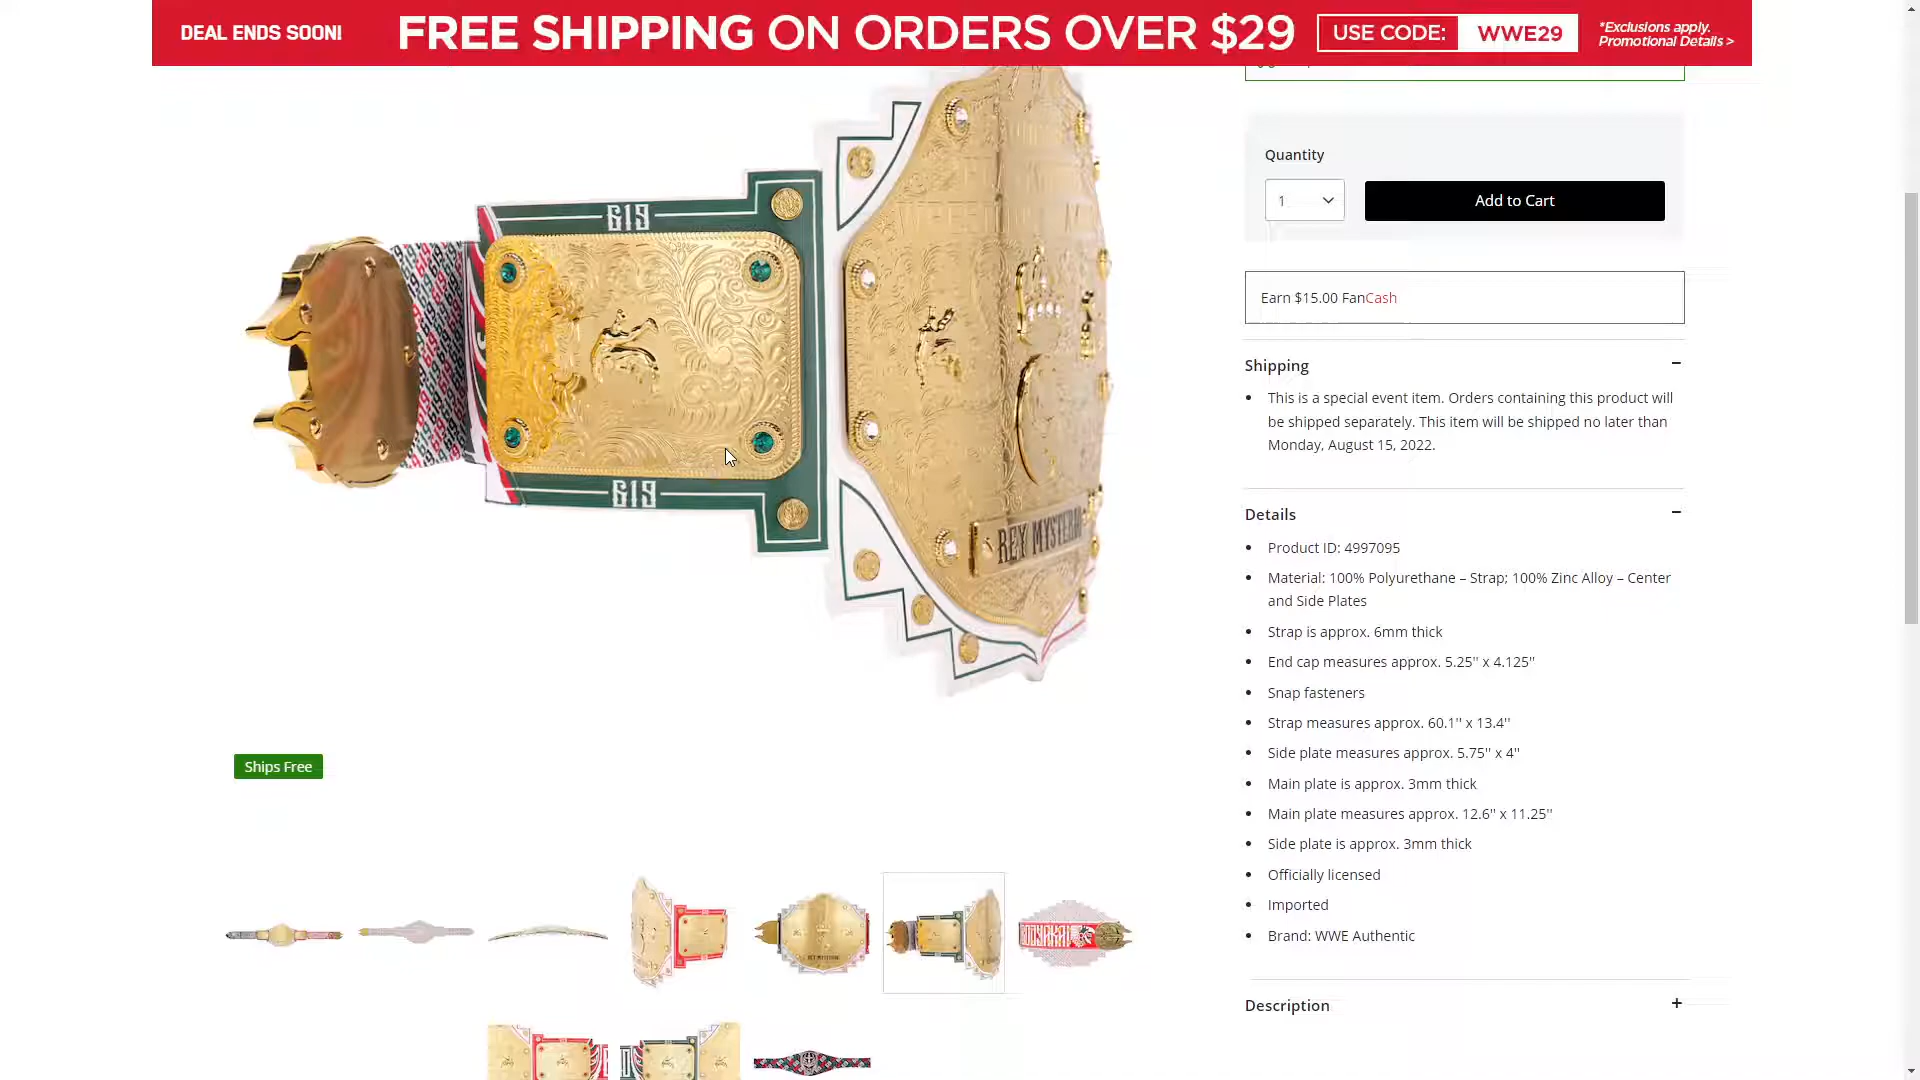 DEAL ENDS SOON!
FREE SHIPPING ON ORDERS OVER $29
USE CODE: WWE29
*Exclusions apply.
Promotional Details >
619
619
REY MYSTERIO
Ships Free
Quantity
1
Add to Cart
Earn $15.00 FanCash
Shipping
This is a special event item. Orders containing this product will
be shipped separately. This item will be shipped no later than
Monday, August 15, 2022.
Details
Product ID: 4997095
Material: 100% Polyurethane – Strap; 100% Zinc Alloy – Center
and Side Plates
Strap is approx. 6mm thick
End cap measures approx. 5.25'' x 4.125''
Snap fasteners
Strap measures approx. 60.1'' x 13.4''
Side plate measures approx. 5.75'' x 4''
Main plate is approx. 3mm thick
Main plate measures approx. 12.6'' x 11.25''
Side plate is approx. 3mm thick
Officially licensed
Imported
Brand: WWE Authentic
BOOYAKA!
Description